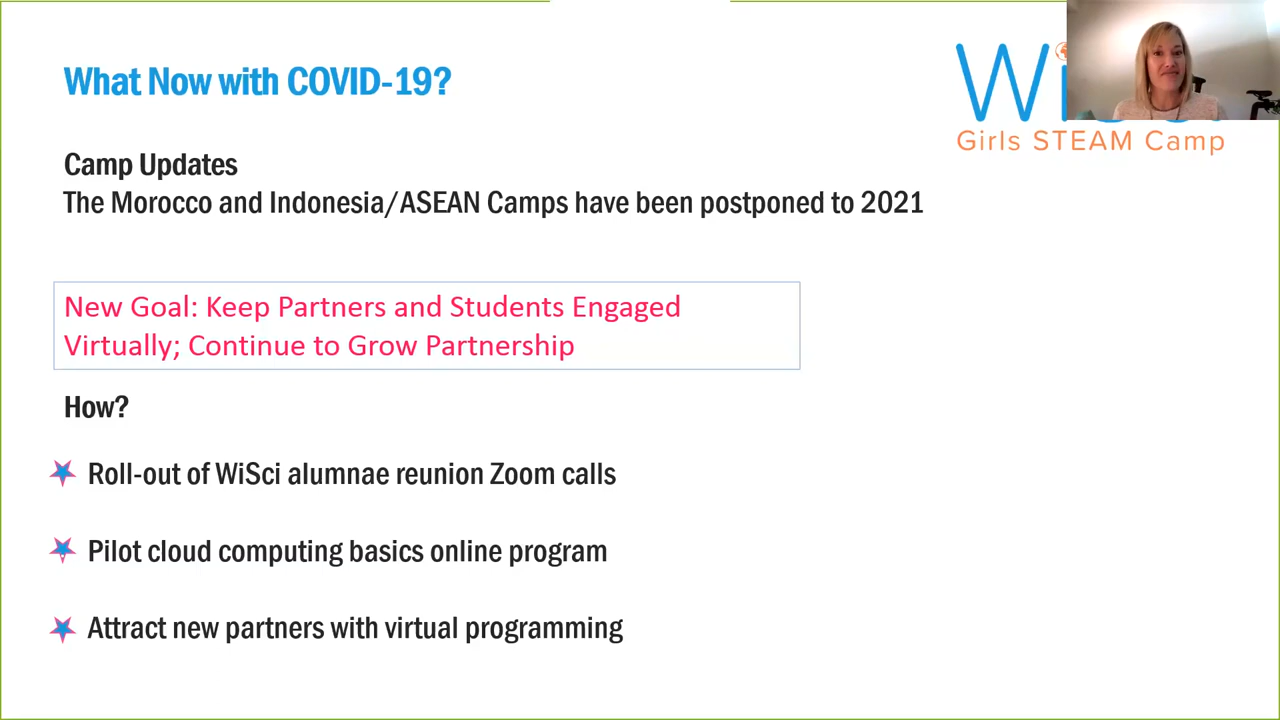 What Now with COVID-19?
Girls STEAM Camp
Camp Updates
The Morocco and Indonesia/ASEAN Camps have been postponed to 2021
New Goal: Keep Partners and Students Engaged
Virtually; Continue to Grow Partnership
How?
Roll-out of WiSci alumnae reunion Zoom calls
Pilot cloud computing basics online program
Attract new partners with virtual programming